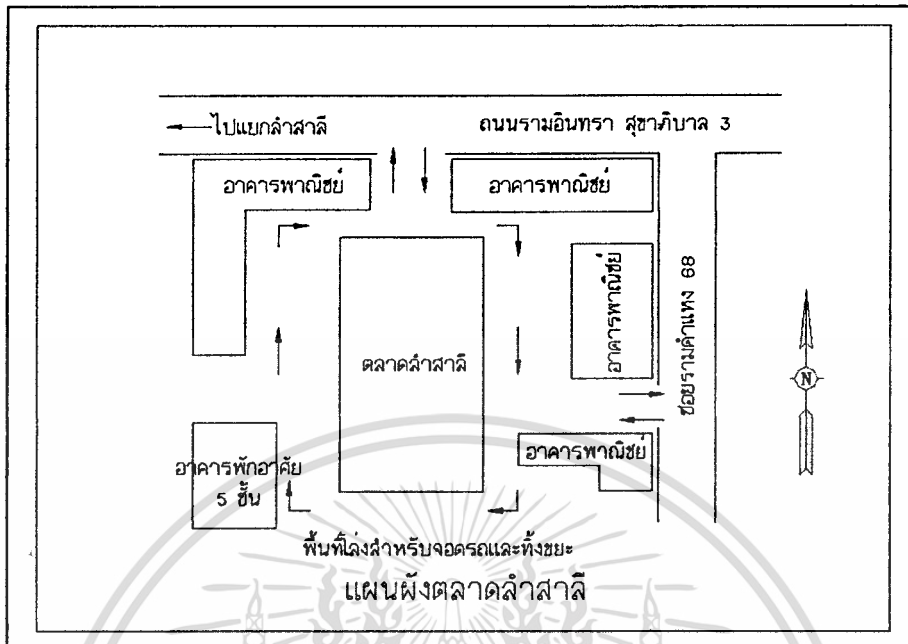 ไปแยกลำสาลี
ถนนรามอินทรา สุขาภิบาล 3
อาคารพาณิชย์
อาคารพาณิชย์
อาคารพาณิชย์
ซอยรามคำแหง 68
ตลาดลำสาลี
N
อาคารพาณิชย์
อาคารพักอาศัย
5 ชั้น
พื้นที่โล่งสำหรับจอดรถและทิ้งขยะ
แผนผังตลาดลำสาลี